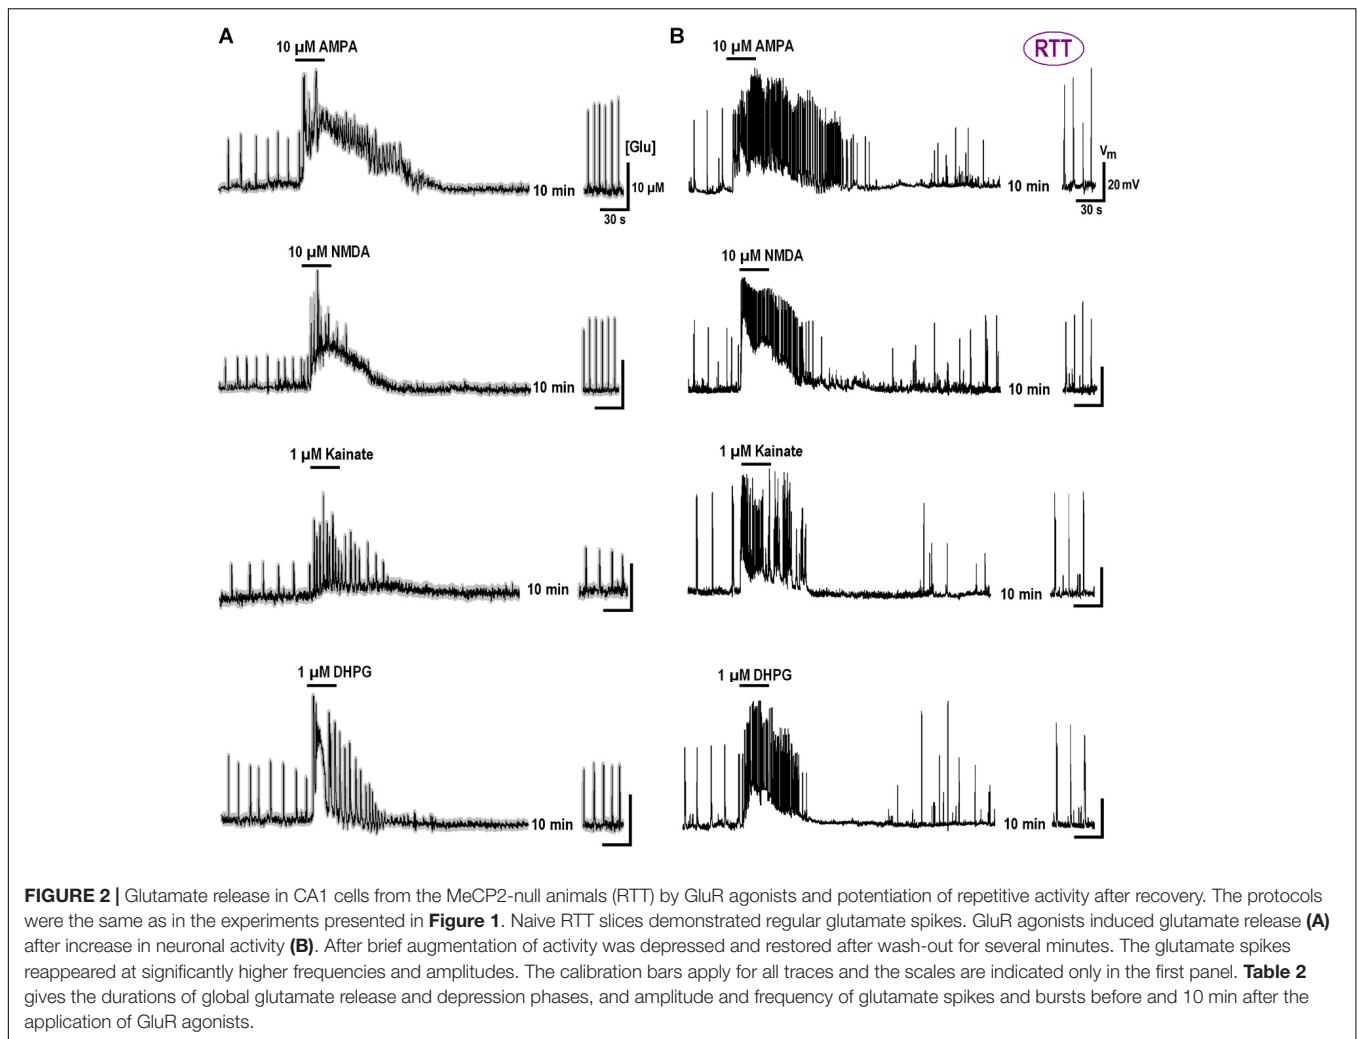 A
B
10 µM AMPA
10 µM AMPA
RTT
[Glu]
10 µM
30 s
10 min
Vm
20 mV
30 s
10 min
10 µM NMDA
10 µM NMDA
10 min
10 min
1 µM Kainate
1 µM Kainate
10 min
10 min
1 µM DHPG
1 µM DHPG
10 min
10 min
FIGURE 2 | Glutamate release in CA1 cells from the MeCP2-null animals (RTT) by GluR agonists and potentiation of repetitive activity after recovery. The protocols
were the same as in the experiments presented in Figure 1. Naive RTT slices demonstrated regular glutamate spikes. GluR agonists induced glutamate release (A)
after increase in neuronal activity (B). After brief augmentation of activity was depressed and restored after wash-out for several minutes. The glutamate spikes
reappeared at significantly higher frequencies and amplitudes. The calibration bars apply for all traces and the scales are indicated only in the first panel. Table 2
gives the durations of global glutamate release and depression phases, and amplitude and frequency of glutamate spikes and bursts before and 10 min after the
application of GluR agonists.